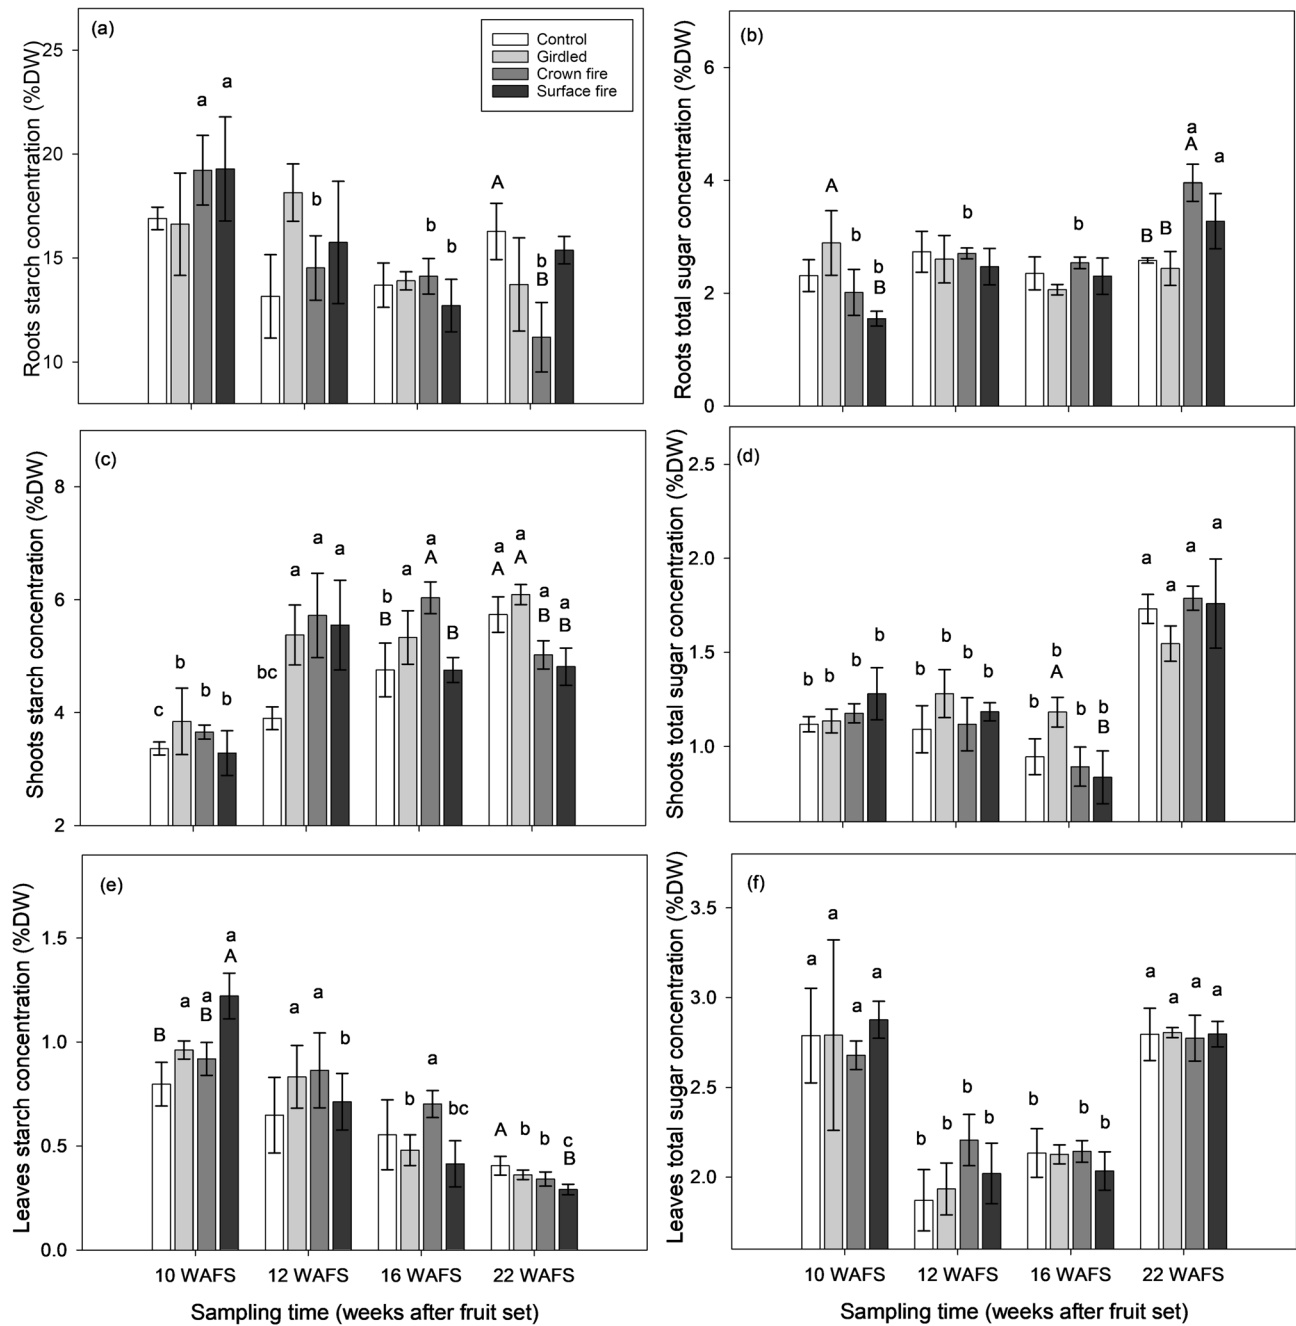 (a)
Control
Girdled
Crown fire
Surface fire
Roots starch concentration (%DW)
25
20
15
10
a a
b
b b
A
b
B
(b)
Roots total sugar concentration (%DW)
6
4
2
0
A
b
b
B
b
b
B B
a
A
a
(c)
Shoots starch concentration (%DW)
8
6
4
2
c b b b
bc a a a
b
B
a
a
A
B
a
A
a
A
a
B
a
B
(d)
Shoots total sugar concentration (%DW)
2.5
2.0
1.5
1.0
b b b b
b b b b
b
b
A
b
b
B
a a a a
(e)
Leaves starch concentration (%DW)
1.5
1.0
0.5
0.0
B
a
a
B
a
A
a a b
b a bc
A b b
c
B
10 WAFS 12 WAFS 16 WAFS 22 WAFS
Sampling time (weeks after fruit set)
(f)
Leaves total sugar concentration (%DW)
3.5
3.0
2.5
2.0
a a a a
b b b b
b b b
a a a a
10 WAFS 12 WAFS 16 WAFS 22 WAFS
Sampling time (weeks after fruit set)